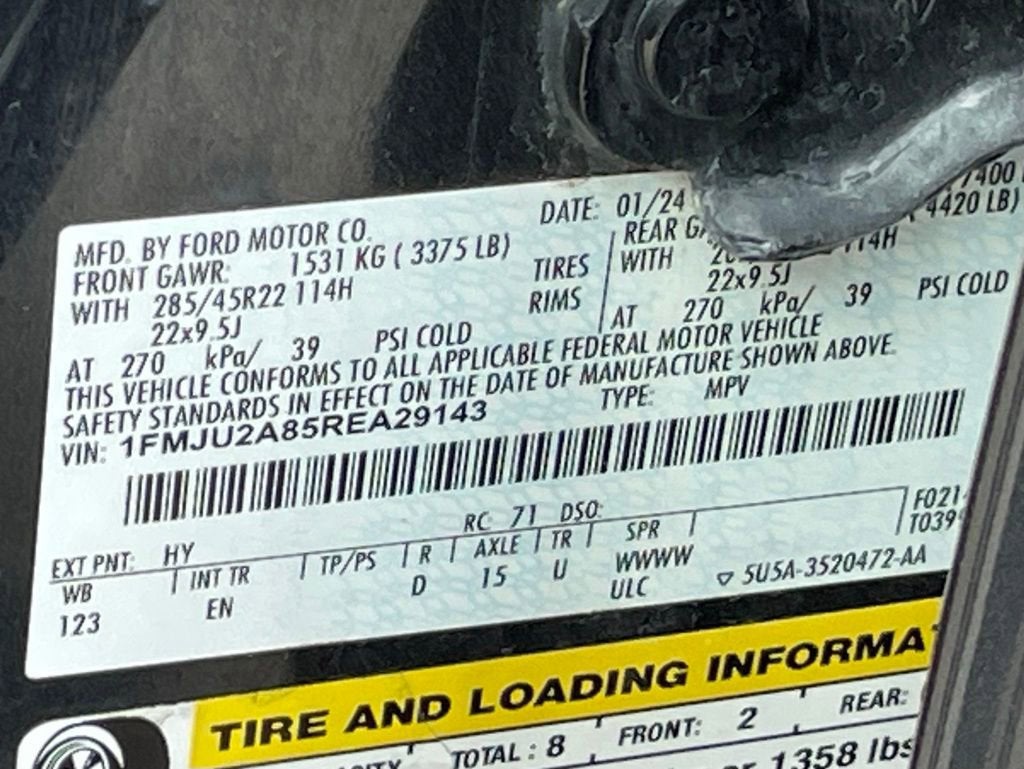 MFD. BY FORD MOTOR CO. DATE: 01/24 7400
FRONT GAWR: 1531 KG ( 3375 LB) REAR 4420 LB)
WITH 285/45R22 114H TIRES WITH 114H
22x9.5J RIMS 22x9.5J
AT 270 kPa/ 39 PSI COLD AT 270 kPa/ 39 PSI COLD
THIS VEHICLE CONFORMS TO ALL APPLICABLE FEDERAL MOTOR VEHICLE
SAFETY STANDARDS IN EFFECT ON THE DATE OF MANUFACTURE SHOWN ABOVE.
VIN: 1FMJU2A85REA29143 TYPE: MPV
EXT PNT: HY RC 71 DSO: F021
WB INT TR TP/PS R AXLE TR SPR T039
123 EN D 15 U WWWW
ULC ▽ 5U5A-3520472-AA
TIRE AND LOADING INFORMA
TOTAL : 8 FRONT: 2 REAR:
1358 lbs